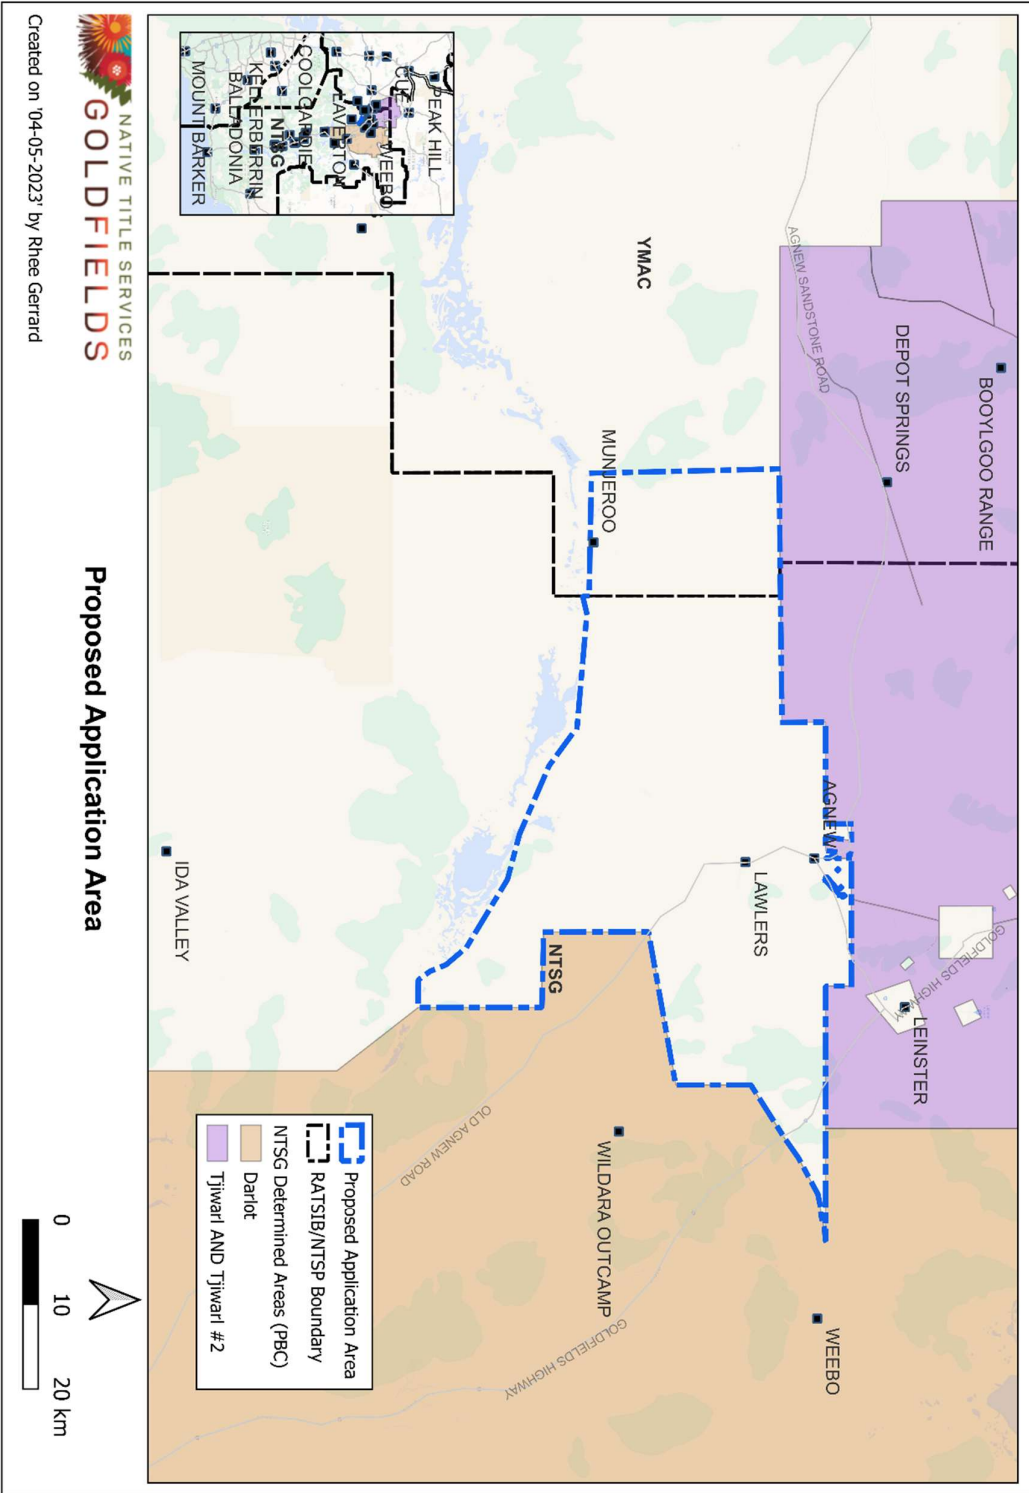 BOOYLGOO RANGE
DEPOT SPRINGS
AGNEW SANDSTONE ROAD
YMAC
MUNJEROO
AGNEW
LAWLERS
GOLDFIELDS HIGHWAY
LEINSTER
NTSG
WEEBO
WILDARA OUTCAMP
OLD AGNEW ROAD
GOLDFIELDS HIGHWAY
IDA VALLEY
PEAK HILL
WEEBO
LAVERTON
COOLGARDIE
NTSG
KELLERBERRIN
BALLADONIA
MOUNT BARKER
Proposed Application Area
RATSIB/NTSP Boundary
NTSG Determined Areas (PBC)
Darlot
Tjiwarl AND Tjiwarl #2
NATIVE TITLE SERVICES
GOLDFIELDS
Proposed Application Area
0 10 20 km
Created on '04-05-2023' by Rhee Gerrard